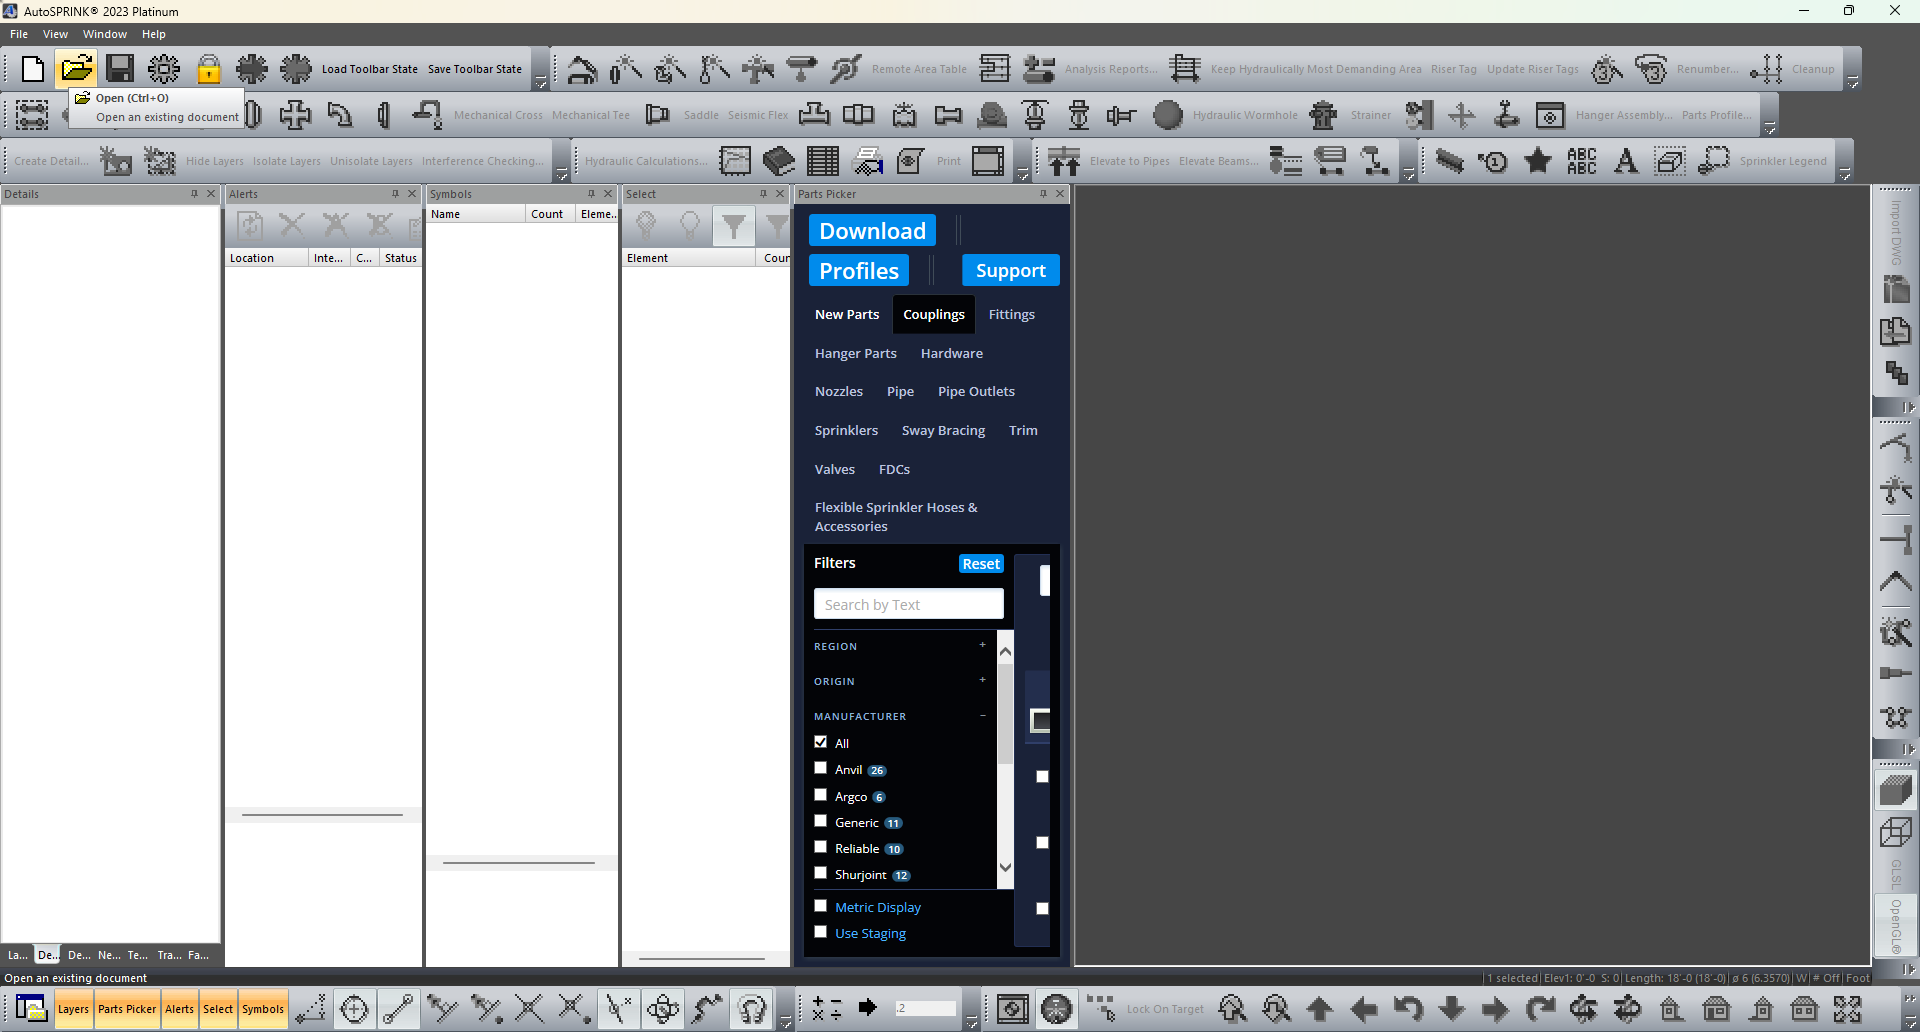 AutoSPRINK® 2023 Platinum
File View Window Help
Load Toolbar State Save Toolbar State Remote Area Table Analysis Reports... Keep Hydraulically Most Demanding Area Riser Tag Update Riser Tags Renumber... Cleanup
Open (Ctrl+O)
Open an existing document
Mechanical Cross Mechanical Tee Saddle Seismic Flex Hydraulic Wormhole Strainer Hanger Assembly... Parts Profile...
Create Detail... Hide Layers Isolate Layers Unisolate Layers Interference Checking... Hydraulic Calculations... Print Elevate to Pipes Elevate Beams... ABC ABC A Sprinkler Legend
Details Alerts Symbols Select Parts Picker
Name Count Eleme...
Location Inte... C... Status
Element Coun
Download
Profiles Support
New Parts Couplings Fittings
Hanger Parts Hardware
Nozzles Pipe Pipe Outlets
Sprinklers Sway Bracing Trim
Valves FDCs
Flexible Sprinkler Hoses &
Accessories
Filters Reset
Search by Text
REGION +
ORIGIN +
MANUFACTURER −
All
Anvil 26
Argco 6
Generic 11
Reliable 10
Shurjoint 12
Metric Display
Use Staging
Import DWG
GLSL
OpenGL®
La... De... De... Ne... Te... Tra... Fa...
Open an existing document
1 selected Elev1: 0'-0 S: 0 Length: 18'-0 (18'-0) ø 6 (6.3570) W # Off Foot
Layers Parts Picker Alerts Select Symbols .2 Lock On Target